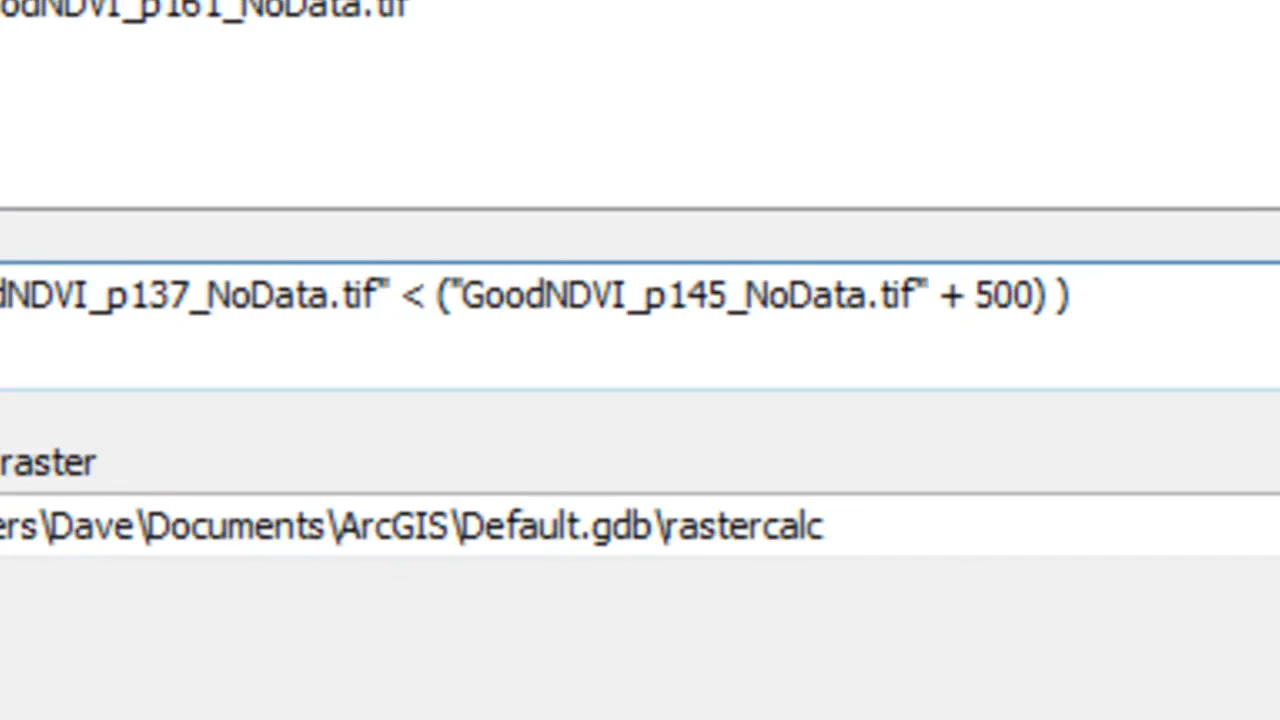 odNDVI_p161_NoData.tif
dNDVI_p137_NoData.tif" < ("GoodNDVI_p145_NoData.tif" + 500) )
raster
ers\Dave\Documents\ArcGIS\Default.gdb\rastercalc